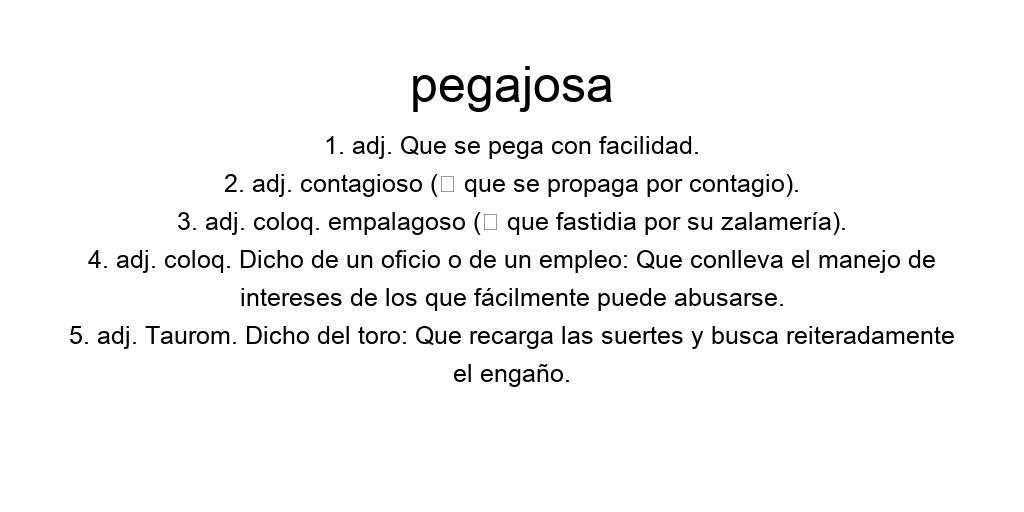 pegajosa
1. adj. Que se pega con facilidad.
2. adj. contagioso (□ que se propaga por contagio).
3. adj. coloq. empalagoso (□ que fastidia por su zalamería).
4. adj. coloq. Dicho de un oficio o de un empleo: Que conlleva el manejo de
intereses de los que fácilmente puede abusarse.
5. adj. Taurom. Dicho del toro: Que recarga las suertes y busca reiteradamente
el engaño.